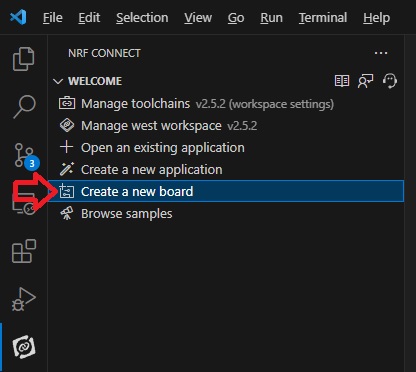 File Edit View Go Run Terminal Help
NRF CONNECT
WELCOME
Manage toolchains v2.5.2 (workspace settings)
Manage west workspace v2.5.2
Open an existing application
Create a new application
3
Create a new board
Browse samples